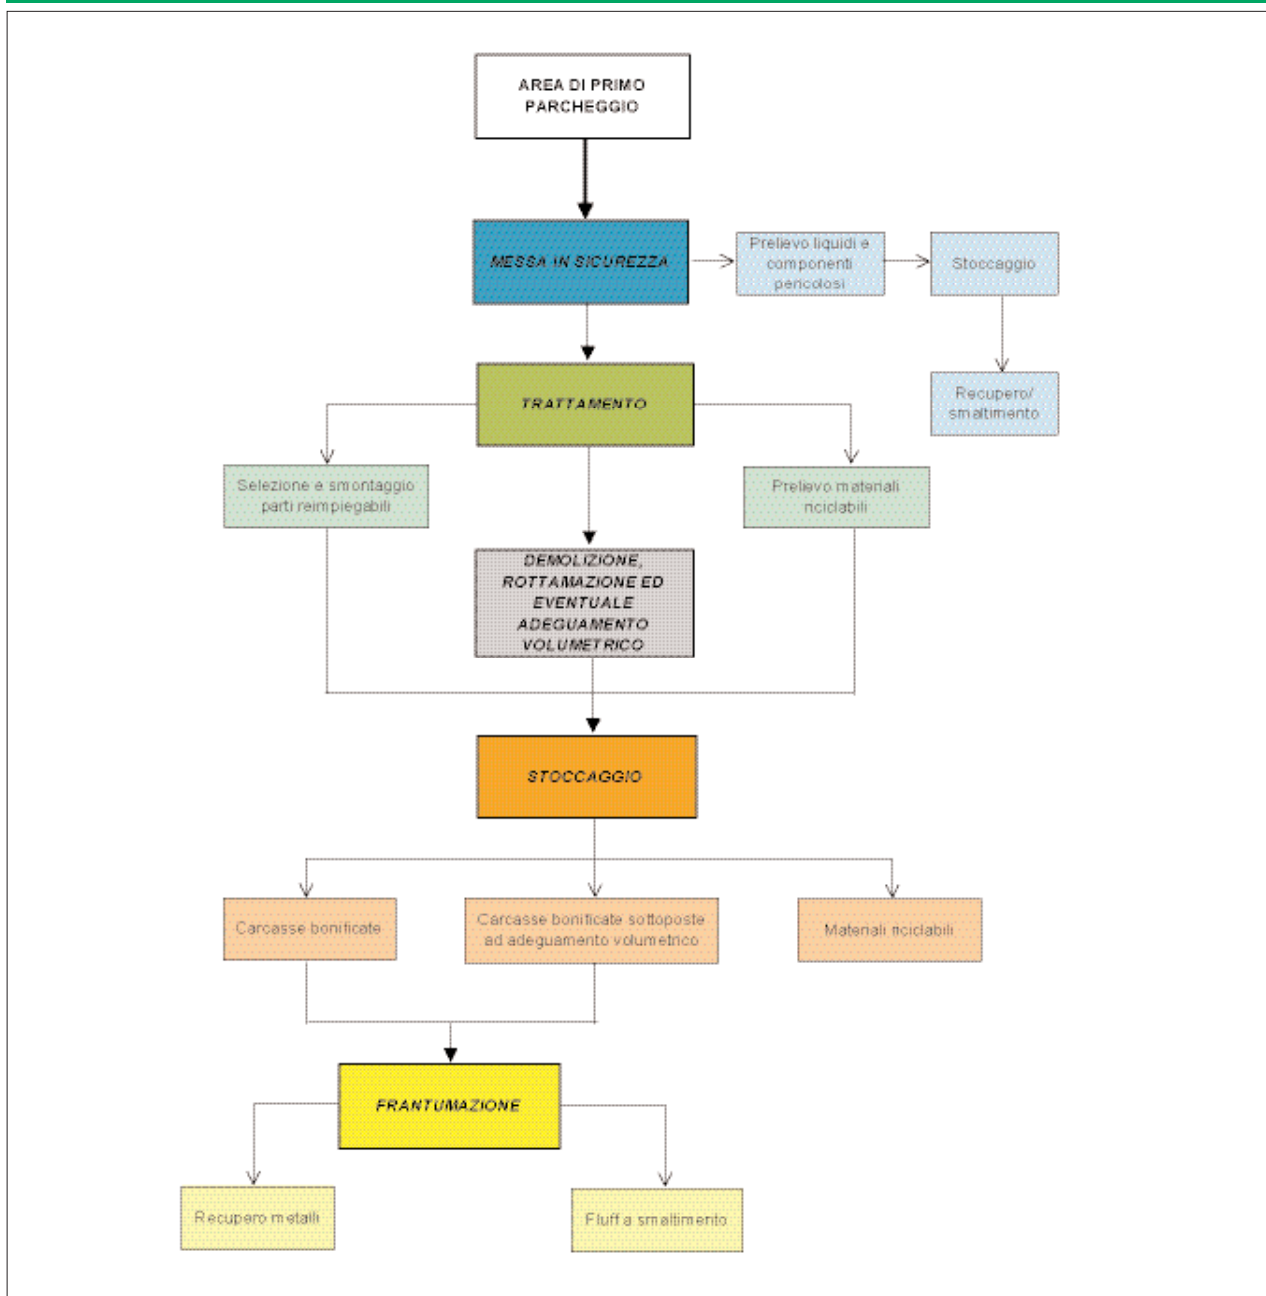 AREA DI PRIMO
PARCHEGGIO
MESSA IN SICUREZZA
Prelievo liquidi e
componenti
pericolosi
Stoccaggio
Recupero/
smaltimento
TRATTAMENTO
Selezione e smontaggio
parti reimpiegabili
Prelievo materiali
riciclabili
DEMOLIZIONE,
ROTTAMAZIONE ED
EVENTUALE
ADEGUAMENTO
VOLUMETRICO
STOCCAGGIO
Carcasse bonificate
Carcasse bonificate sottoposte
ad adeguamento volumetrico
Materiali riciclabili
FRANTUMAZIONE
Recupero metalli
Fluff a smaltimento